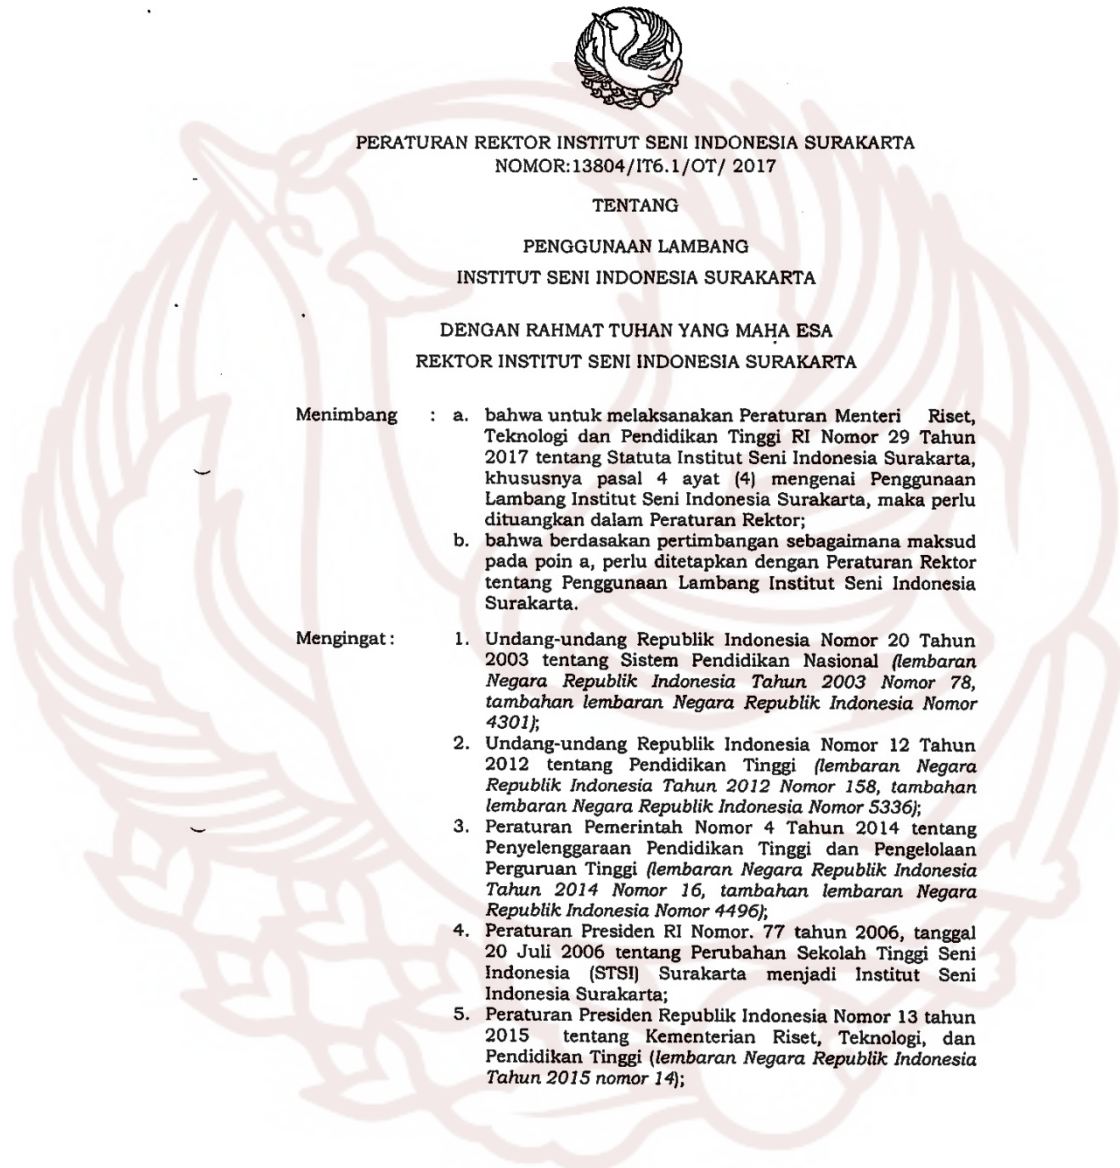 PERATURAN REKTOR INSTITUT SENI INDONESIA SURAKARTA
NOMOR:13804/IT6.1/OT/ 2017
TENTANG
PENGGUNAAN LAMBANG
INSTITUT SENI INDONESIA SURAKARTA
DENGAN RAHMAT TUHAN YANG MAHA ESA
REKTOR INSTITUT SENI INDONESIA SURAKARTA
Menimbang : a. bahwa untuk melaksanakan Peraturan Menteri Riset,
Teknologi dan Pendidikan Tinggi RI Nomor 29 Tahun
2017 tentang Statuta Institut Seni Indonesia Surakarta,
khususnya pasal 4 ayat (4) mengenai Penggunaan
Lambang Institut Seni Indonesia Surakarta, maka perlu
dituangkan dalam Peraturan Rektor;
b. bahwa berdasakan pertimbangan sebagaimana maksud
pada poin a, perlu ditetapkan dengan Peraturan Rektor
tentang Penggunaan Lambang Institut Seni Indonesia
Surakarta.
Mengingat : 1. Undang-undang Republik Indonesia Nomor 20 Tahun
2003 tentang Sistem Pendidikan Nasional (lembaran
Negara Republik Indonesia Tahun 2003 Nomor 78,
tambahan lembaran Negara Republik Indonesia Nomor
4301);
2. Undang-undang Republik Indonesia Nomor 12 Tahun
2012 tentang Pendidikan Tinggi (lembaran Negara
Republik Indonesia Tahun 2012 Nomor 158, tambahan
lembaran Negara Republik Indonesia Nomor 5336);
3. Peraturan Pemerintah Nomor 4 Tahun 2014 tentang
Penyelenggaraan Pendidikan Tinggi dan Pengelolaan
Perguruan Tinggi (lembaran Negara Republik Indonesia
Tahun 2014 Nomor 16, tambahan lembaran Negara
Republik Indonesia Nomor 4496);
4. Peraturan Presiden RI Nomor. 77 tahun 2006, tanggal
20 Juli 2006 tentang Perubahan Sekolah Tinggi Seni
Indonesia (STSI) Surakarta menjadi Institut Seni
Indonesia Surakarta;
5. Peraturan Presiden Republik Indonesia Nomor 13 tahun
2015 tentang Kementerian Riset, Teknologi, dan
Pendidikan Tinggi (lembaran Negara Republik Indonesia
Tahun 2015 nomor 14);